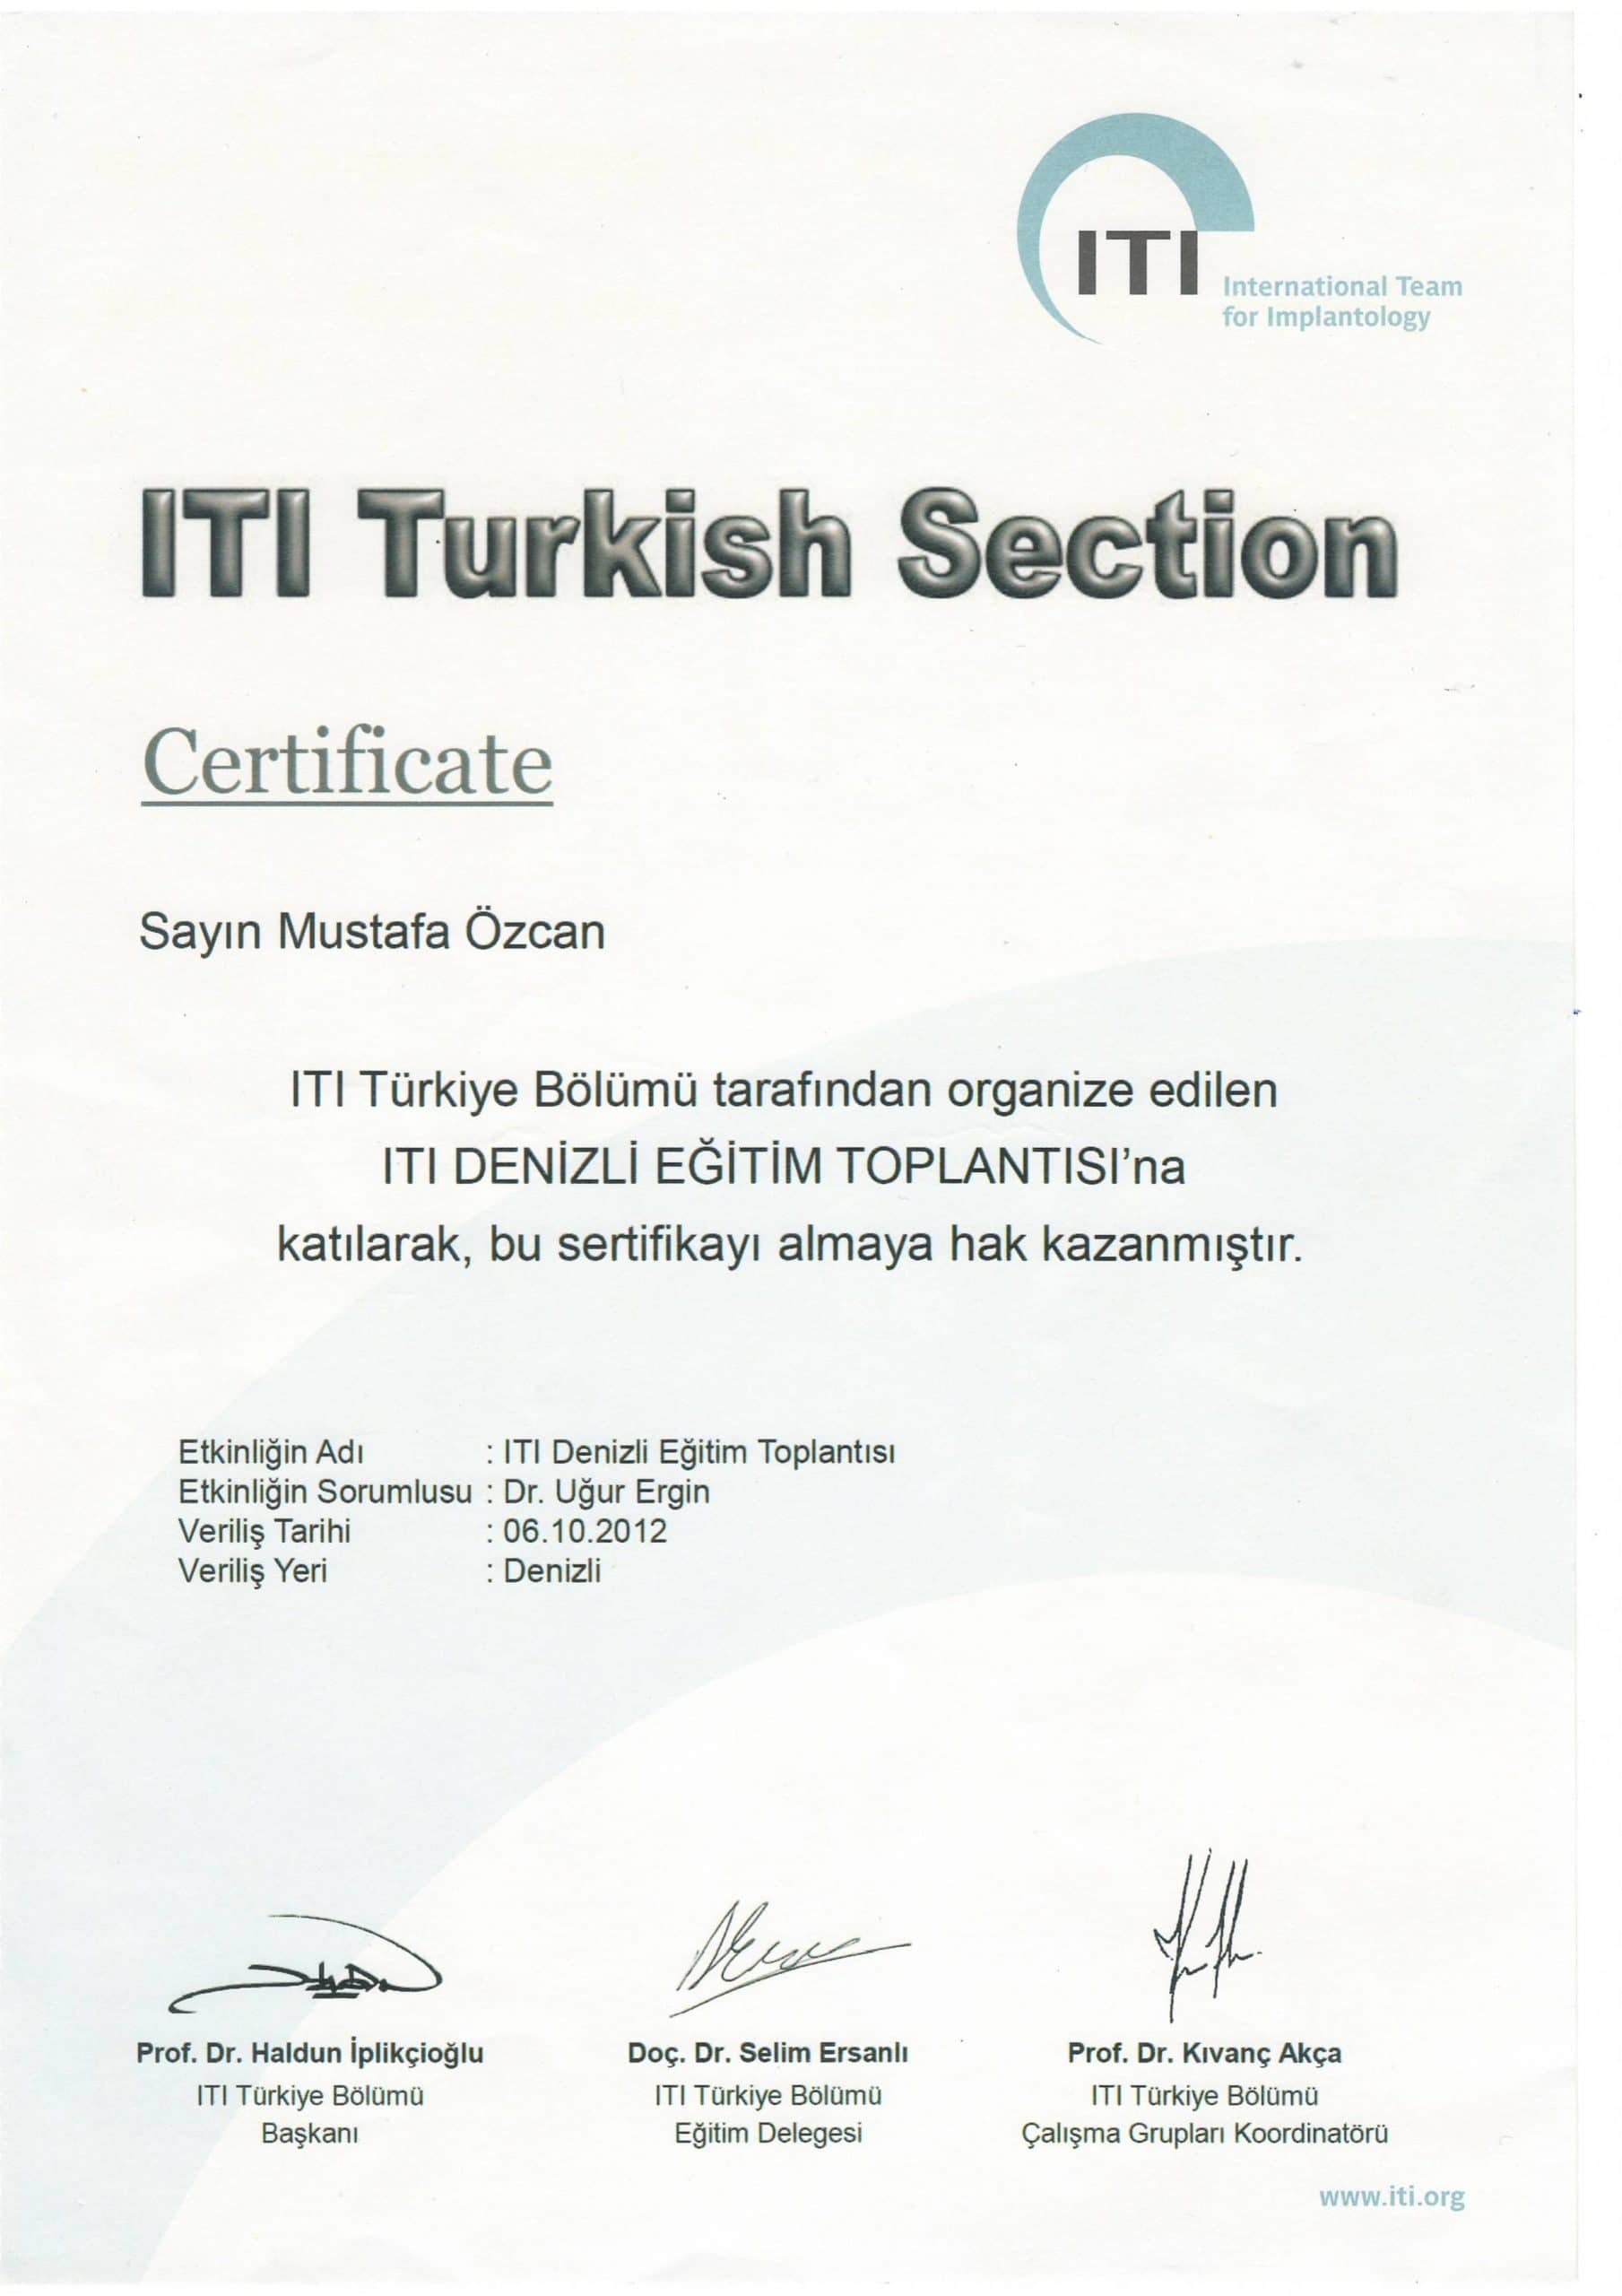 ITI
International Team
for Implantology
ITI Turkish Section
Certificate
Sayın Mustafa Özcan
ITI Türkiye Bölümü tarafından organize edilen
ITI DENİZLİ EĞİTİM TOPLANTISI’na
katılarak, bu sertifikayı almaya hak kazanmıştır.
Etkinliğin Adı : ITI Denizli Eğitim Toplantısı
Etkinliğin Sorumlusu : Dr. Uğur Ergin
Veriliş Tarihi : 06.10.2012
Veriliş Yeri : Denizli
Prof. Dr. Haldun İplikçioğlu
ITI Türkiye Bölümü
Başkanı
Doç. Dr. Selim Ersanlı
ITI Türkiye Bölümü
Eğitim Delegesi
Prof. Dr. Kıvanç Akça
ITI Türkiye Bölümü
Çalışma Grupları Koordinatörü
www.iti.org